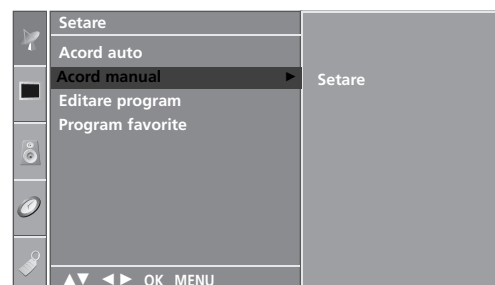 Setare
Acord auto
Acord manual ► Setare
Editare program
Program favorite
▲▼ ◄► OK MENU